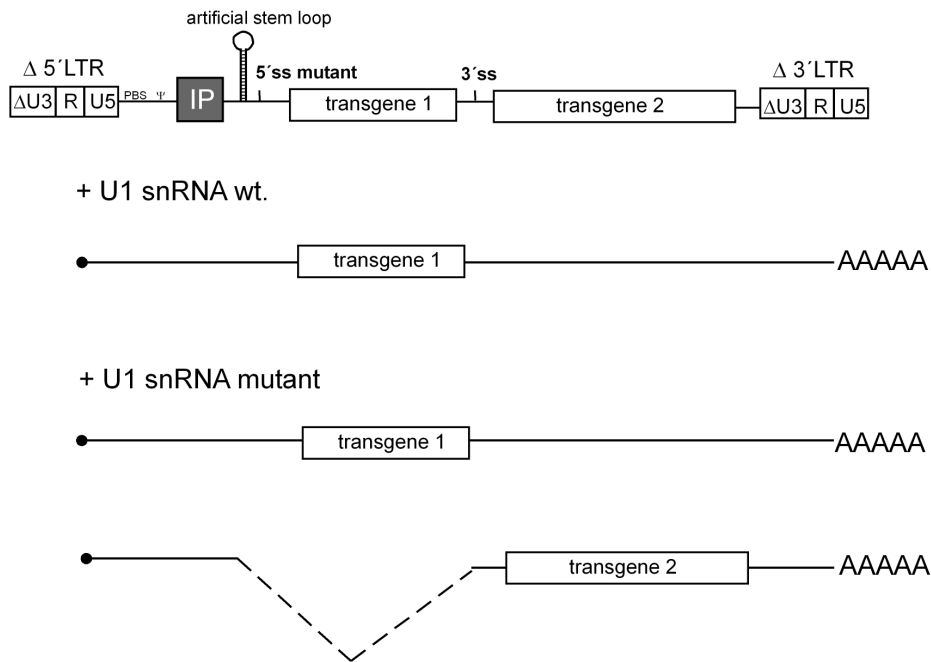 artificial stem loop
Δ 5´LTR
5´ss mutant
3´ss
Δ 3´LTR
ΔU3 R U5 PBS Ψ IP transgene 1 transgene 2 ΔU3 R U5
+ U1 snRNA wt.
transgene 1 AAAAA
+ U1 snRNA mutant
transgene 1 AAAAA
transgene 2 AAAAA